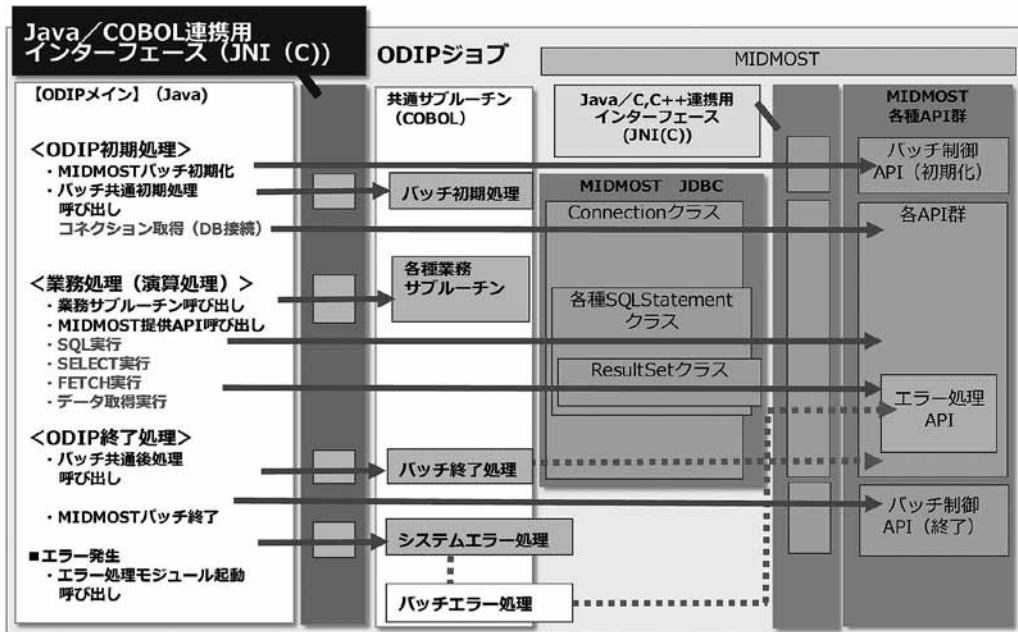 Java／COBOL連携用
インターフェース（JNI（C））
ODIPジョブ
MIDMOST
【ODIPメイン】（Java）
＜ODIP初期処理＞
・MIDMOSTバッチ初期化
・バッチ共通初期処理
呼び出し
コネクション取得（DB接続）
＜業務処理（演算処理）＞
・業務サブルーチン呼び出し
・MIDMOST提供API呼び出し
・SQL実行
・SELECT実行
・FETCH実行
・データ取得実行
＜ODIP終了処理＞
・バッチ共通後処理
呼び出し
・MIDMOSTバッチ終了
■エラー発生
・エラー処理モジュール起動
呼び出し
共通サブルーチン
（COBOL）
バッチ初期処理
各種業務
サブルーチン
バッチ終了処理
システムエラー処理
バッチエラー処理
Java／C,C++連携用
インターフェース
(JNI(C))
MIDMOST JDBC
Connectionクラス
各種SQLStatement
クラス
ResultSetクラス
MIDMOST
各種API群
バッチ制御
API（初期化）
各API群
エラー処理
API
バッチ制御
API（終了）